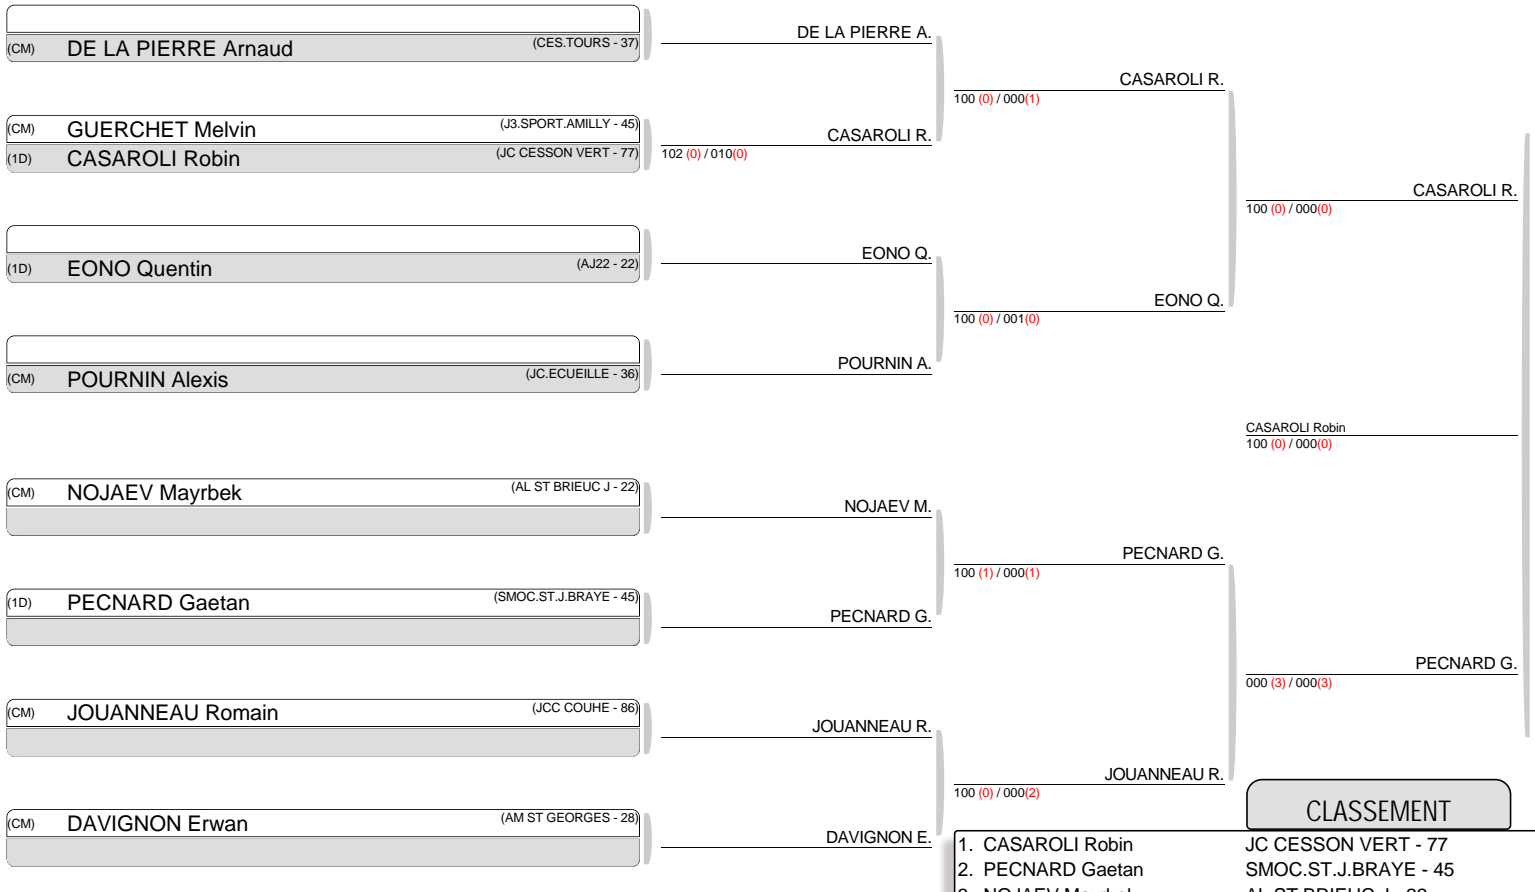 (CM) DE LA PIERRE Arnaud (CES.TOURS - 37)
(CM) GUERCHET Melvin (J3.SPORT.AMILLY - 45)
(1D) CASAROLI Robin (JC CESSON VERT - 77)
(1D) EONO Quentin (AJ22 - 22)
(CM) POURNIN Alexis (JC.ECUEILLE - 36)
(CM) NOJAEV Mayrbek (AL ST BRIEUC J - 22)
(1D) PECNARD Gaetan (SMOC.ST.J.BRAYE - 45)
(CM) JOUANNEAU Romain (JCC COUHE - 86)
(CM) DAVIGNON Erwan (AM ST GEORGES - 28)
DE LA PIERRE A.
CASAROLI R.
102 (0) / 010(0)
EONO Q.
POURNIN A.
NOJAEV M.
PECNARD G.
JOUANNEAU R.
DAVIGNON E.
CASAROLI R.
100 (0) / 000(1)
EONO Q.
100 (0) / 001(0)
PECNARD G.
100 (1) / 000(1)
JOUANNEAU R.
100 (0) / 000(2)
CASAROLI R.
100 (0) / 000(0)
CASAROLI Robin
100 (0) / 000(0)
PECNARD G.
000 (3) / 000(3)
CLASSEMENT
1. CASAROLI Robin JC CESSON VERT - 77
2. PECNARD Gaetan SMOC.ST.J.BRAYE - 45